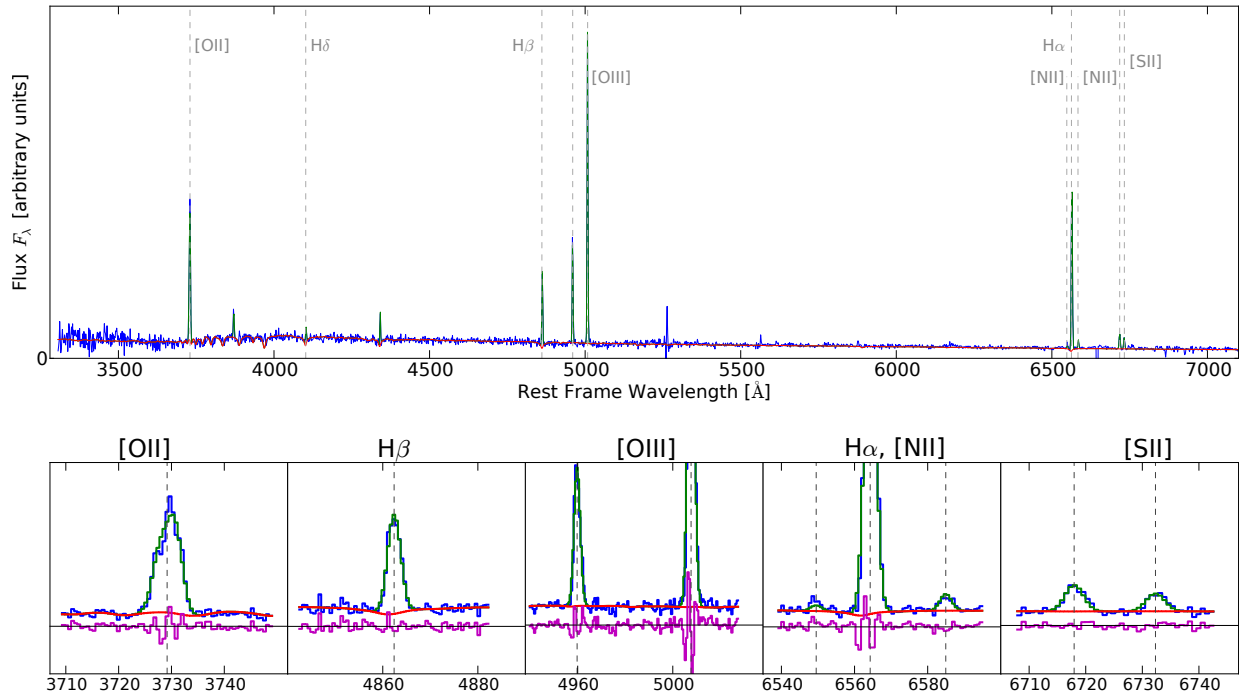 Flux F_λ [arbitrary units]
0
[OII]
Hδ
Hβ
[OIII]
Hα
[NII]
[NII]
[SII]
3500 4000 4500 5000 5500 6000 6500 7000
Rest Frame Wavelength [Å]
[OII] Hβ [OIII] Hα, [NII] [SII]
3710 3720 3730 3740 4860 4880 4960 5000 6540 6560 6580 6710 6720 6730 6740